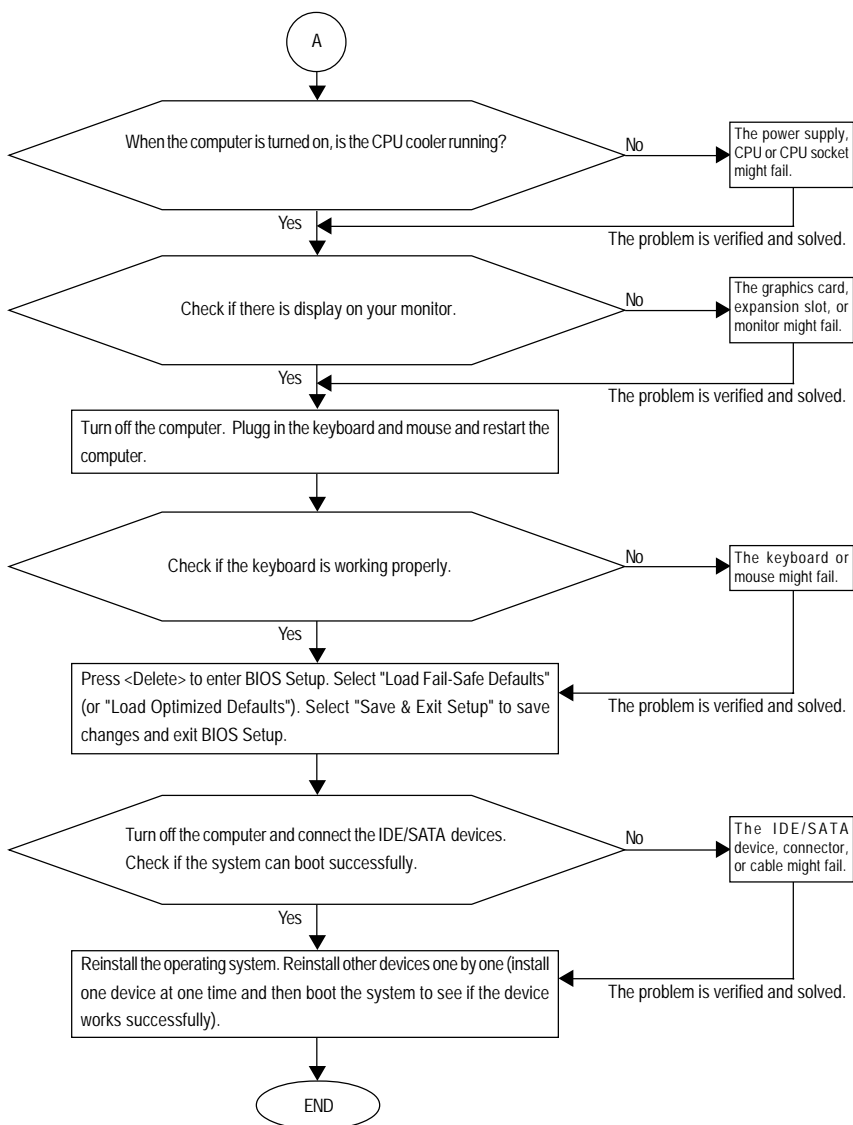 A
When the computer is turned on, is the CPU cooler running?
No
The power supply,
CPU or CPU socket
might fail.
Yes
The problem is verified and solved.
Check if there is display on your monitor.
No
The graphics card,
expansion slot, or
monitor might fail.
Yes
The problem is verified and solved.
Turn off the computer. Plugg in the keyboard and mouse and restart the
computer.
Check if the keyboard is working properly.
No
The keyboard or
mouse might fail.
Yes
Press <Delete> to enter BIOS Setup. Select "Load Fail-Safe Defaults"
(or "Load Optimized Defaults"). Select "Save & Exit Setup" to save
changes and exit BIOS Setup.
The problem is verified and solved.
Turn off the computer and connect the IDE/SATA devices.
Check if the system can boot successfully.
No
The IDE/SATA
device, connector,
or cable might fail.
Yes
Reinstall the operating system. Reinstall other devices one by one (install
one device at one time and then boot the system to see if the device
works successfully).
The problem is verified and solved.
END